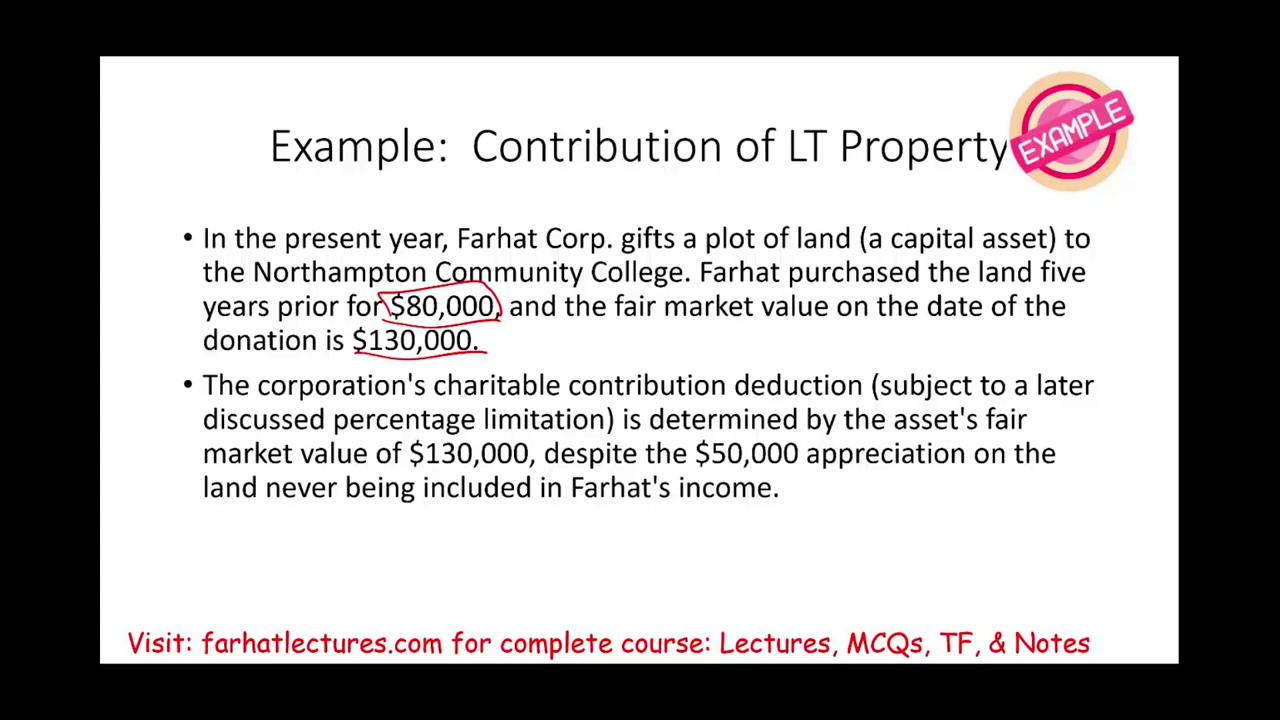 Example: Contribution of LT Property
EXAMPLE
• In the present year, Farhat Corp. gifts a plot of land (a capital asset) to
the Northampton Community College. Farhat purchased the land five
years prior for $80,000, and the fair market value on the date of the
donation is $130,000.
• The corporation's charitable contribution deduction (subject to a later
discussed percentage limitation) is determined by the asset's fair
market value of $130,000, despite the $50,000 appreciation on the
land never being included in Farhat's income.
Visit: farhatlectures.com for complete course: Lectures, MCQs, TF, & Notes